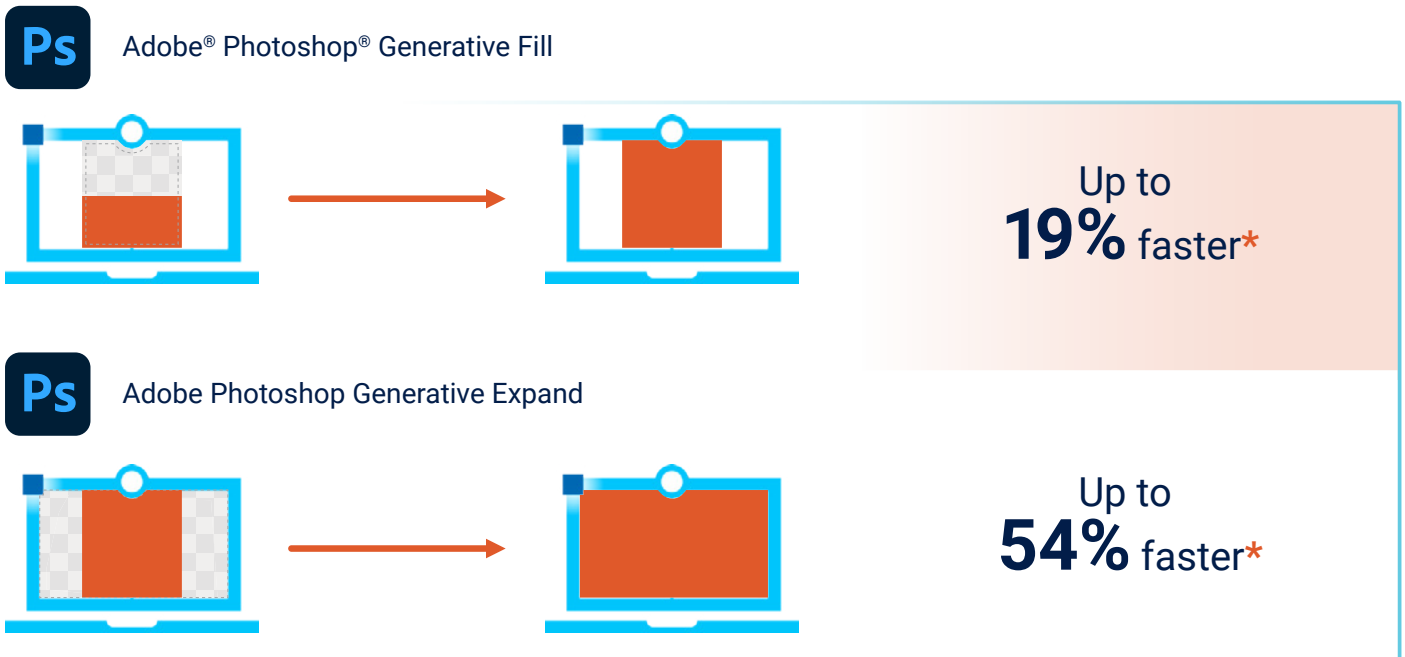 Ps
Adobe® Photoshop® Generative Fill
Up to
19% faster*
Ps
Adobe Photoshop Generative Expand
Up to
54% faster*